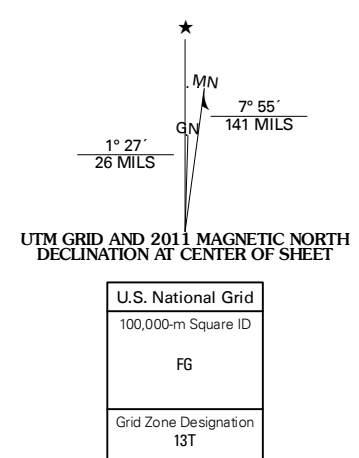 ★
MN
7° 55´
141 MILS
GN
1° 27´
26 MILS
UTM GRID AND 2011 MAGNETIC NORTH
DECLINATION AT CENTER OF SHEET
U.S. National Grid
100,000-m Square ID
FG
Grid Zone Designation
13T